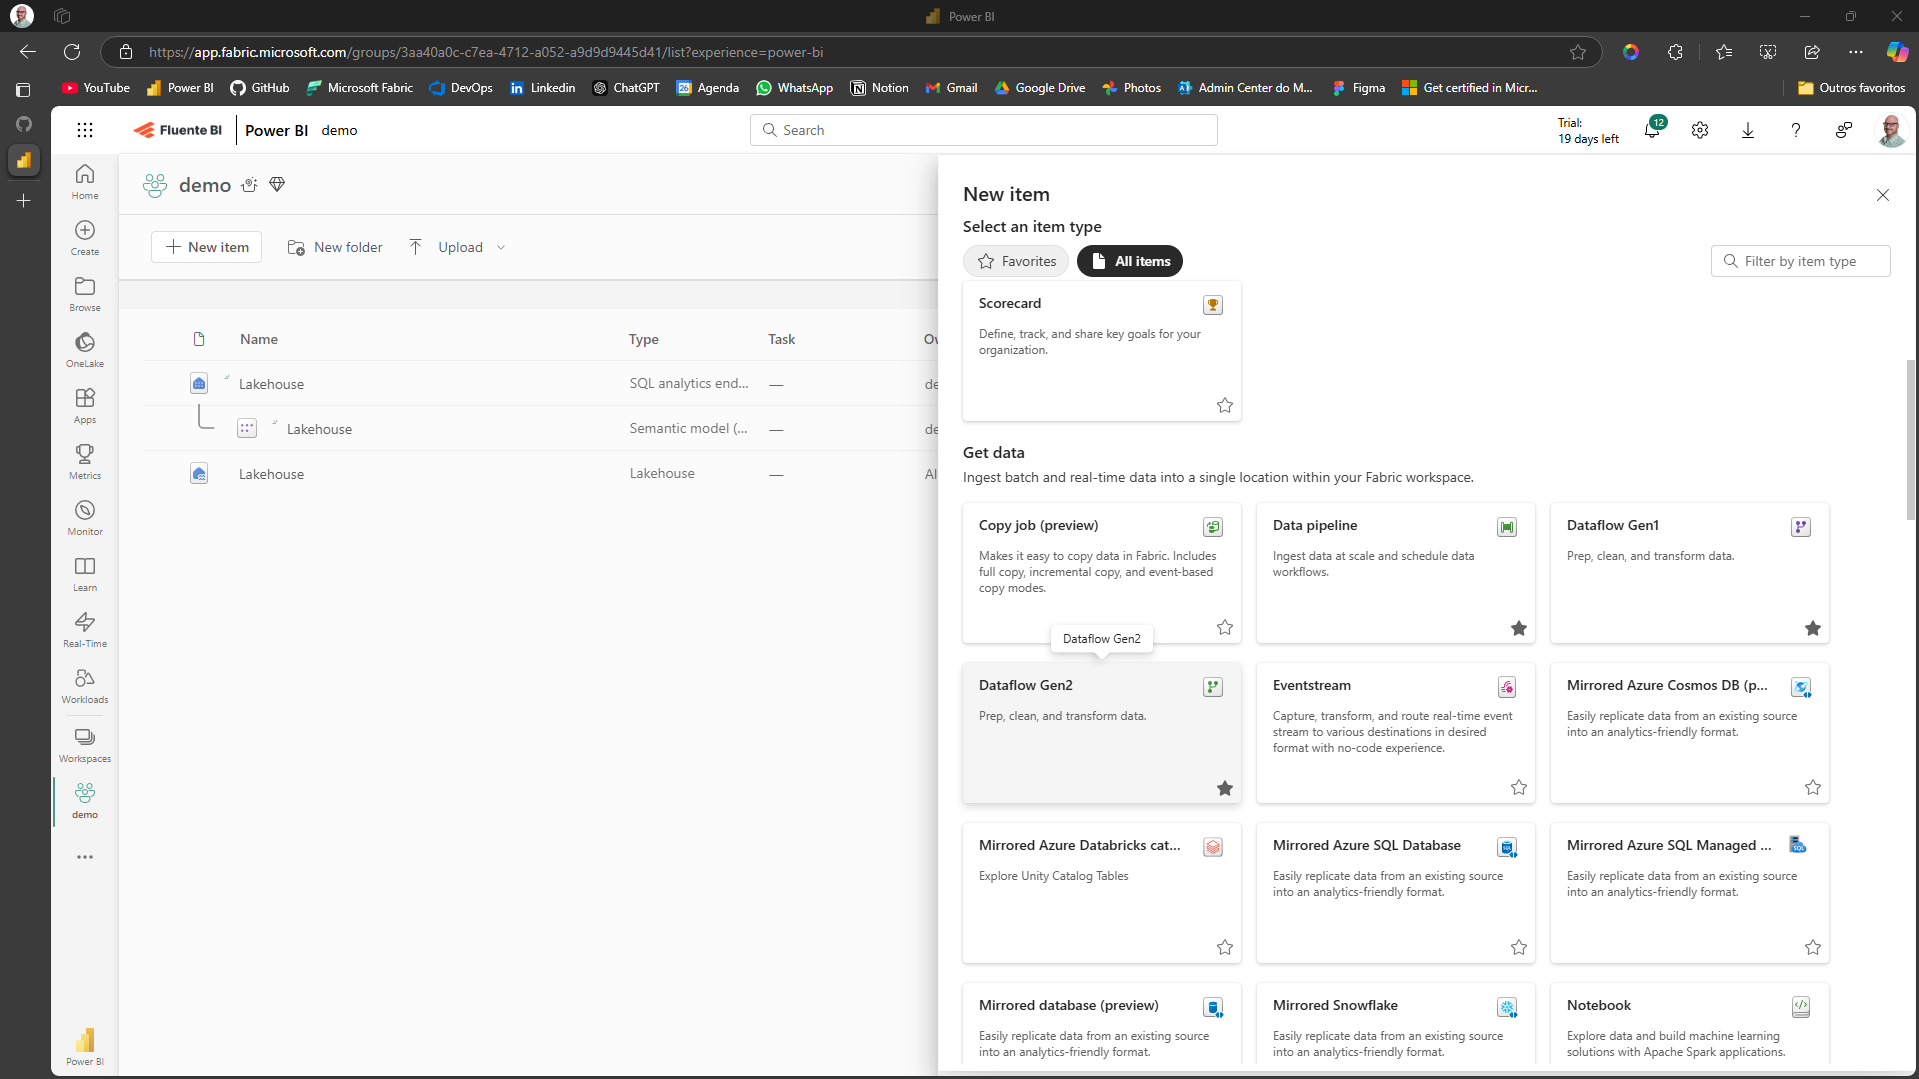 Power BI
https://app.fabric.microsoft.com/groups/3aa40a0c-c7ea-4712-a052-a9d9d9445d41/list?experience=power-bi
YouTube Power BI GitHub Microsoft Fabric DevOps Linkedin ChatGPT 26 Agenda WhatsApp Notion Gmail Google Drive Photos Admin Center do M... Figma Get certified in Micr... Outros favoritos
Fluente BI Power BI demo
Search
Trial:
19 days left
12
Home
Create
Browse
OneLake
Apps
Metrics
Monitor
Learn
Real-Time
Workloads
Workspaces
demo
Power BI
demo
New item New folder Upload
Name Type Task Ow
Lakehouse SQL analytics end... — de
Lakehouse Semantic model (... — de
Lakehouse Lakehouse — Al
New item
Select an item type
Favorites All items Filter by item type
Scorecard
Define, track, and share key goals for your
organization.
Get data
Ingest batch and real-time data into a single location within your Fabric workspace.
Copy job (preview)
Makes it easy to copy data in Fabric. Includes
full copy, incremental copy, and event-based
copy modes.
Data pipeline
Ingest data at scale and schedule data
workflows.
Dataflow Gen1
Prep, clean, and transform data.
Dataflow Gen2
Dataflow Gen2
Prep, clean, and transform data.
Eventstream
Capture, transform, and route real-time event
stream to various destinations in desired
format with no-code experience.
Mirrored Azure Cosmos DB (p...
Easily replicate data from an existing source
into an analytics-friendly format.
Mirrored Azure Databricks cat...
Explore Unity Catalog Tables
Mirrored Azure SQL Database
Easily replicate data from an existing source
into an analytics-friendly format.
Mirrored Azure SQL Managed ...
SQL
Easily replicate data from an existing source
into an analytics-friendly format.
Mirrored database (preview)
Easily replicate data from an existing source
into an analytics-friendly format.
Mirrored Snowflake
Easily replicate data from an existing source
into an analytics-friendly format.
Notebook
Explore data and build machine learning
solutions with Apache Spark applications.